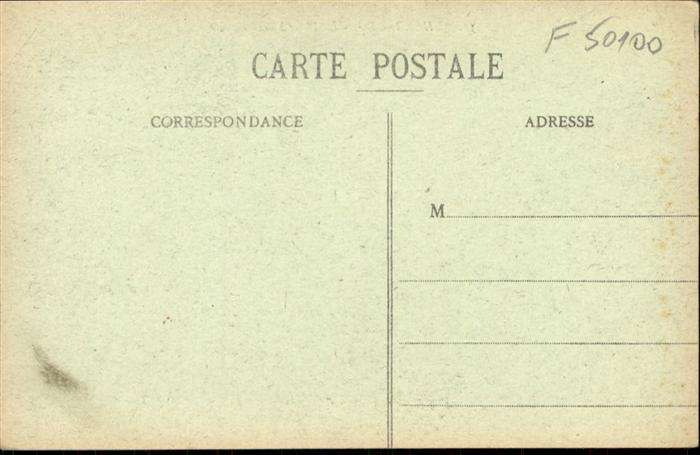 F 50100
CARTE POSTALE
CORRESPONDANCE
ADRESSE
M